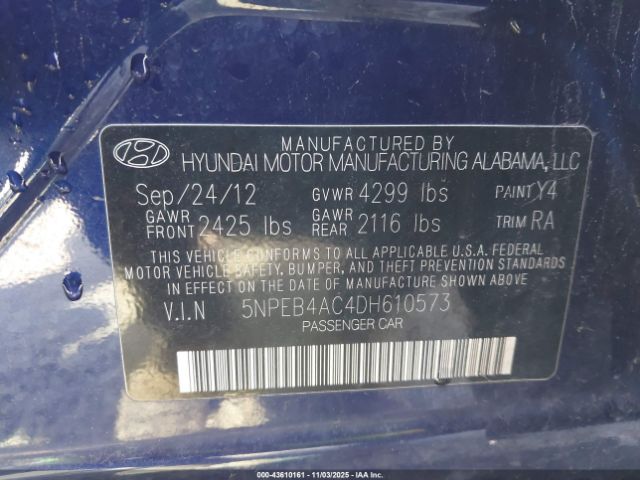 MANUFACTURED BY
HYUNDAI MOTOR MANUFACTURING ALABAMA, LLC
Sep/24/12 GVWR 4299 lbs PAINT Y4
GAWR FRONT 2425 lbs GAWR REAR 2116 lbs TRIM RA
THIS VEHICLE CONFORMS TO ALL APPLICABLE U.S.A. FEDERAL
MOTOR VEHICLE SAFETY, BUMPER, AND THEFT PREVENTION STANDARDS
IN EFFECT ON THE DATE OF MANUFACTURE SHOWN ABOVE
V.I.N 5NPEB4AC4DH610573
PASSENGER CAR
000-43610161 - 11/03/2025 - IAA Corp.